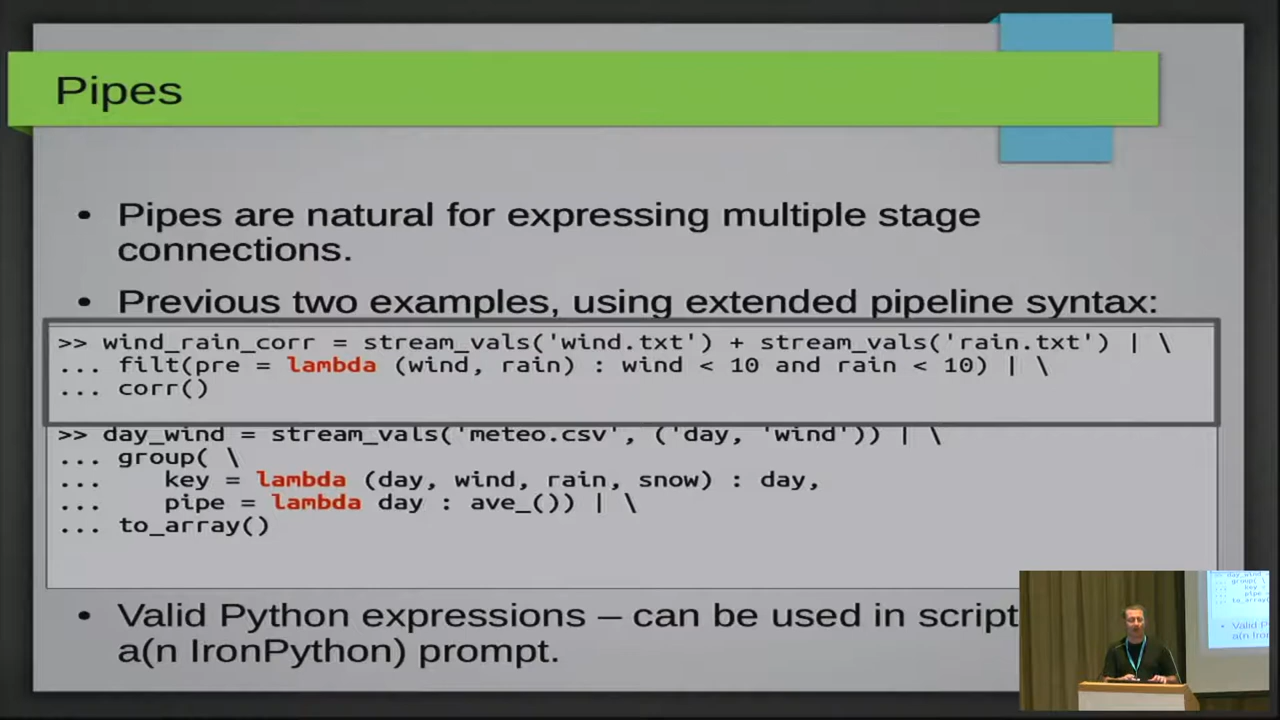 Pipes
• Pipes are natural for expressing multiple stage
connections.
• Previous two examples, using extended pipeline syntax:
>> wind_rain_corr = stream_vals('wind.txt') + stream_vals('rain.txt') | \
... filt(pre = lambda (wind, rain) : wind < 10 and rain < 10) | \
... corr()
>> day_wind = stream_vals('meteo.csv', ('day, 'wind')) | \
... group( \
...    key = lambda (day, wind, rain, snow) : day,
...    pipe = lambda day : ave_()) | \
... to_array()
• Valid Python expressions – can be used in script
a(n IronPython) prompt.